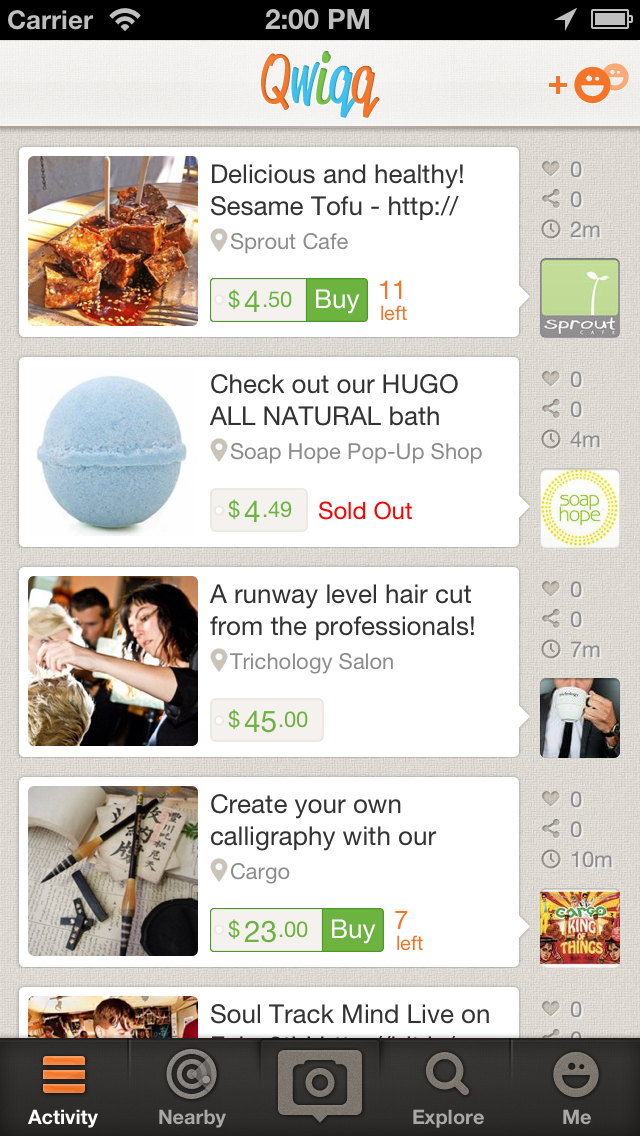 Carrier 2:00 PM
Qwiqq
+
Delicious and healthy!
Sesame Tofu - http://
Sprout Cafe
$4.50 Buy 11 left
0
0
2m
sprout
CAFE
Check out our HUGO
ALL NATURAL bath
Soap Hope Pop-Up Shop
$4.49 Sold Out
0
0
4m
soap
hope
A runway level hair cut
from the professionals!
Trichology Salon
$45.00
0
0
7m
Create your own
calligraphy with our
Cargo
$23.00 Buy 7 left
0
0
10m
cargo
KING
OF
THINGS
Soul Track Mind Live on
0
0
Activity Nearby Explore Me